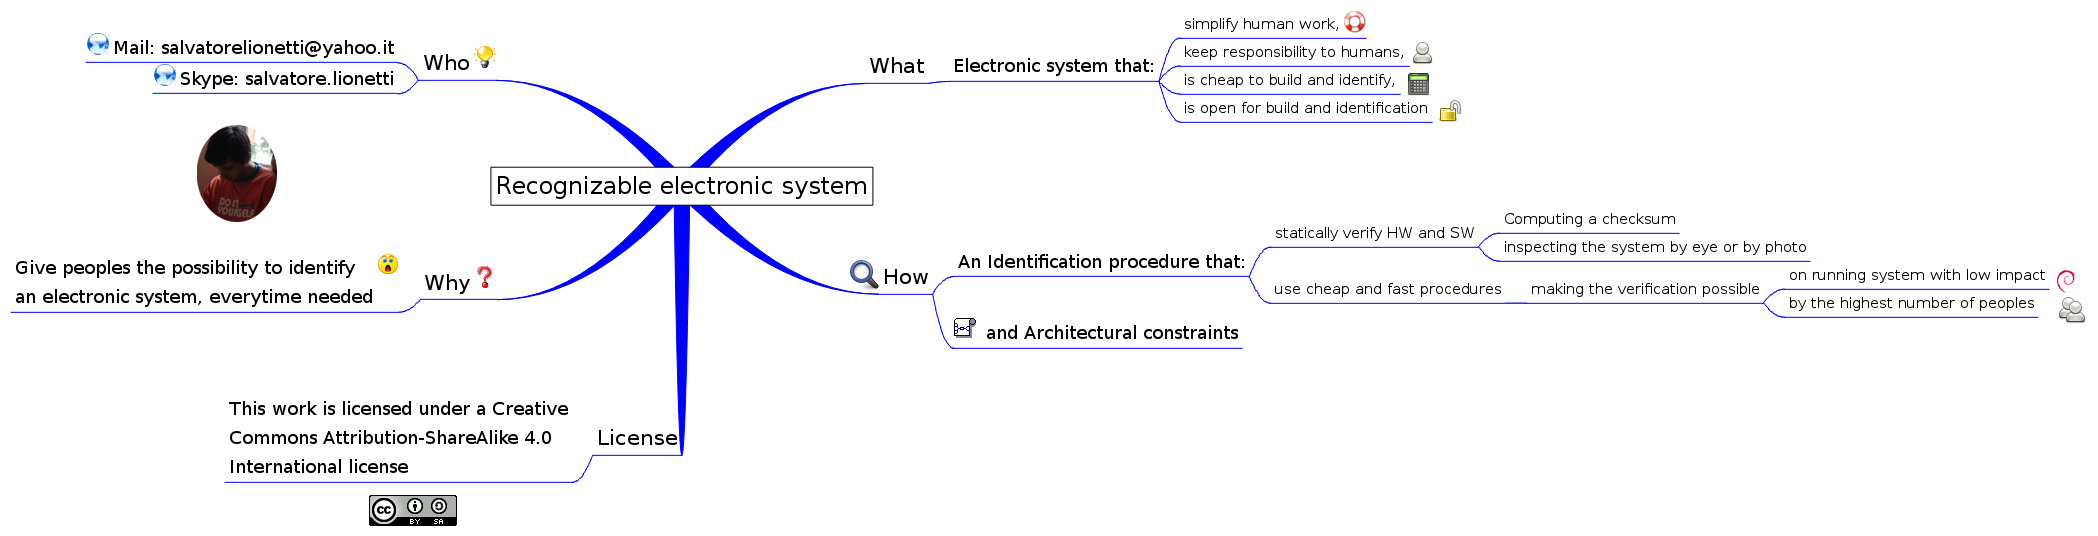 Mail: salvatorelionetti@yahoo.it
Skype: salvatore.lionetti
Who
DO IT
YOURSELF
Give peoples the possibility to identify
an electronic system, everytime needed
Why
This work is licensed under a Creative
Commons Attribution-ShareAlike 4.0
International license
License
cc
BY SA
Recognizable electronic system
What
Electronic system that:
simplify human work,
keep responsibility to humans,
is cheap to build and identify,
is open for build and identification
How
An Identification procedure that:
statically verify HW and SW
Computing a checksum
inspecting the system by eye or by photo
use cheap and fast procedures
making the verification possible
on running system with low impact
by the highest number of peoples
and Architectural constraints